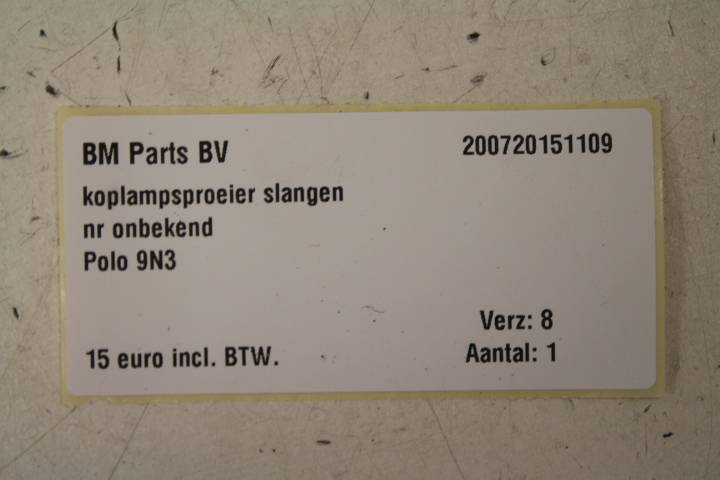 BM Parts BV 200720151109
koplampsproeier slangen
nr onbekend
Polo 9N3
Verz: 8
15 euro incl. BTW. Aantal: 1